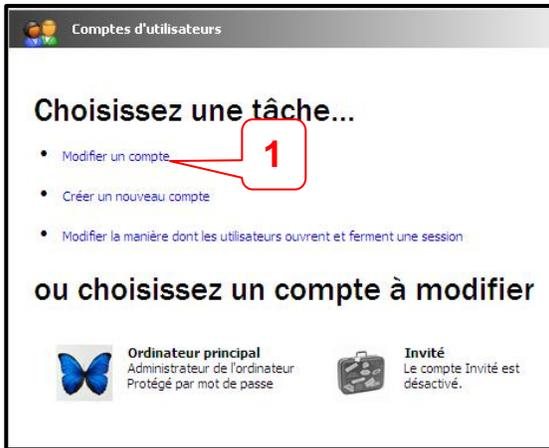 Comptes d'utilisateurs
Choisissez une tâche...
Modifier un compte
1
Créer un nouveau compte
Modifier la manière dont les utilisateurs ouvrent et ferment une session
ou choisissez un compte à modifier
Ordinateur principal
Administrateur de l'ordinateur
Protégé par mot de passe
Invité
Le compte Invité est
désactivé.